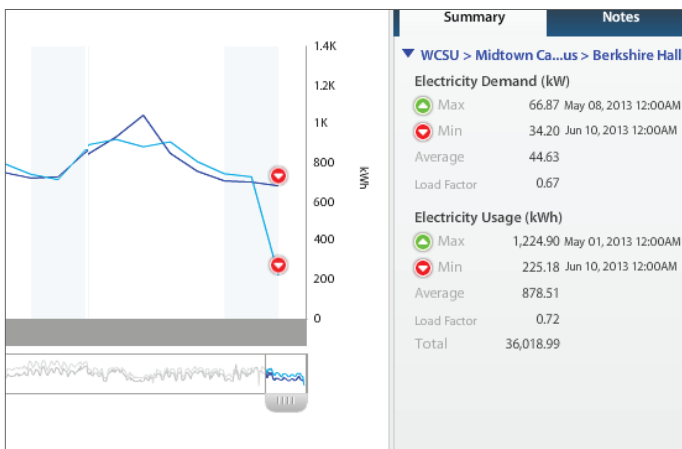 1.4K
1.2K
1K
800
600
400
200
0
kWh
Summary Notes
WCSU > Midtown Ca...us > Berkshire Hall
Electricity Demand (kW)
Max 66.87 May 08, 2013 12:00AM
Min 34.20 Jun 10, 2013 12:00AM
Average 44.63
Load Factor 0.67
Electricity Usage (kWh)
Max 1,224.90 May 01, 2013 12:00AM
Min 225.18 Jun 10, 2013 12:00AM
Average 878.51
Load Factor 0.72
Total 36,018.99